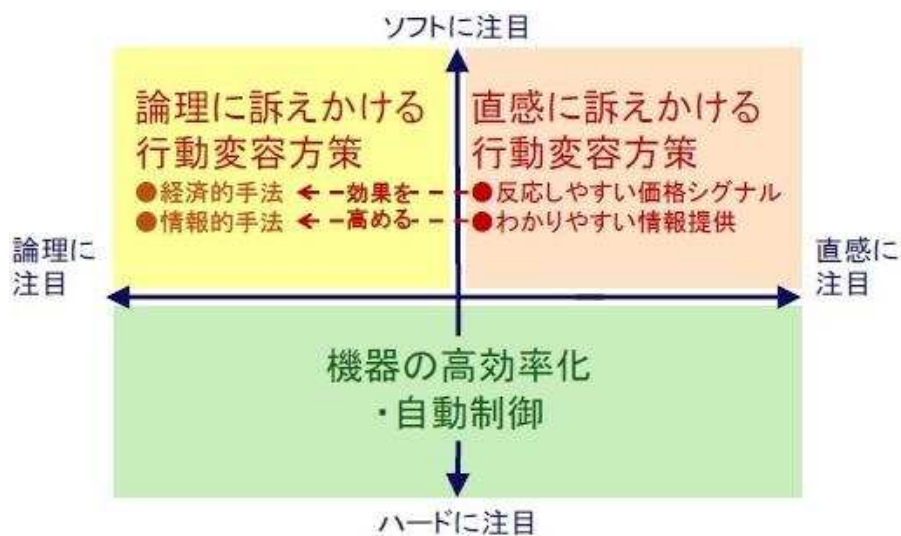 ソフトに注目
論理に訴えかける
行動変容方策
●経済的手法
●情報的手法
効果を
高める
直感に訴えかける
行動変容方策
●反応しやすい価格シグナル
●わかりやすい情報提供
論理に
注目
直感に
注目
機器の高効率化
・自動制御
ハードに注目